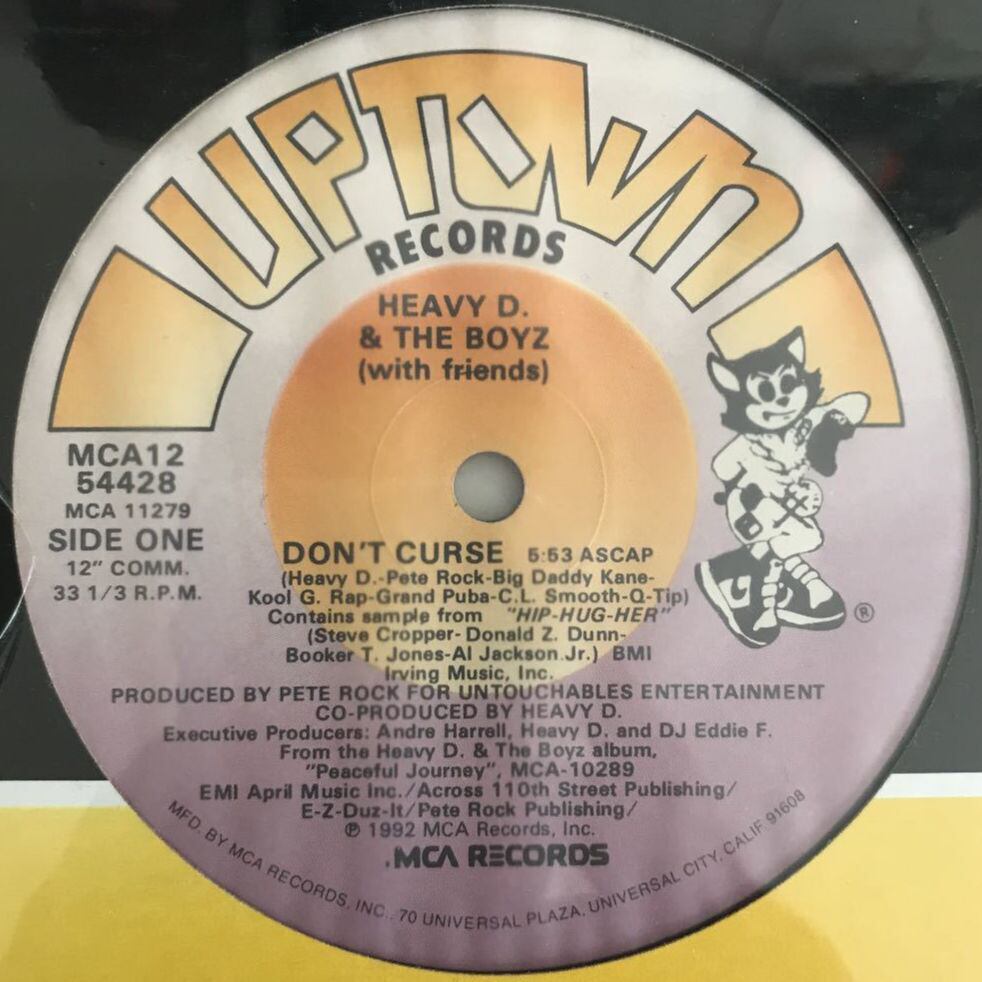 UPTOWN
RECORDS
HEAVY D.
& THE BOYZ
(with friends)
MCA12
54428
MCA 11279
SIDE ONE
12" COMM.
33 1/3 R.P.M.
DON'T CURSE 5:53 ASCAP
(Heavy D.-Pete Rock-Big Daddy Kane-
Kool G. Rap-Grand Puba-C.L. Smooth-Q-Tip)
Contains sample from "HIP-HUG-HER"
(Steve Cropper- Donald Z. Dunn-
Booker T. Jones-Al Jackson Jr.) BMI
Irving Music, Inc.
®
PRODUCED BY PETE ROCK FOR UNTOUCHABLES ENTERTAINMENT
CO-PRODUCED BY HEAVY D.
Executive Producers: Andre Harrell, Heavy D. and DJ Eddie F.
From the Heavy D. & The Boyz album,
"Peaceful Journey", MCA-10289
EMI April Music Inc./Across 110th Street Publishing/
E-Z-Duz-It/Pete Rock Publishing/
℗ 1992 MCA Records, Inc.
.MCA RECORDS
MFD. BY MCA RECORDS, INC., 70 UNIVERSAL PLAZA, UNIVERSAL CITY, CALIF 91608